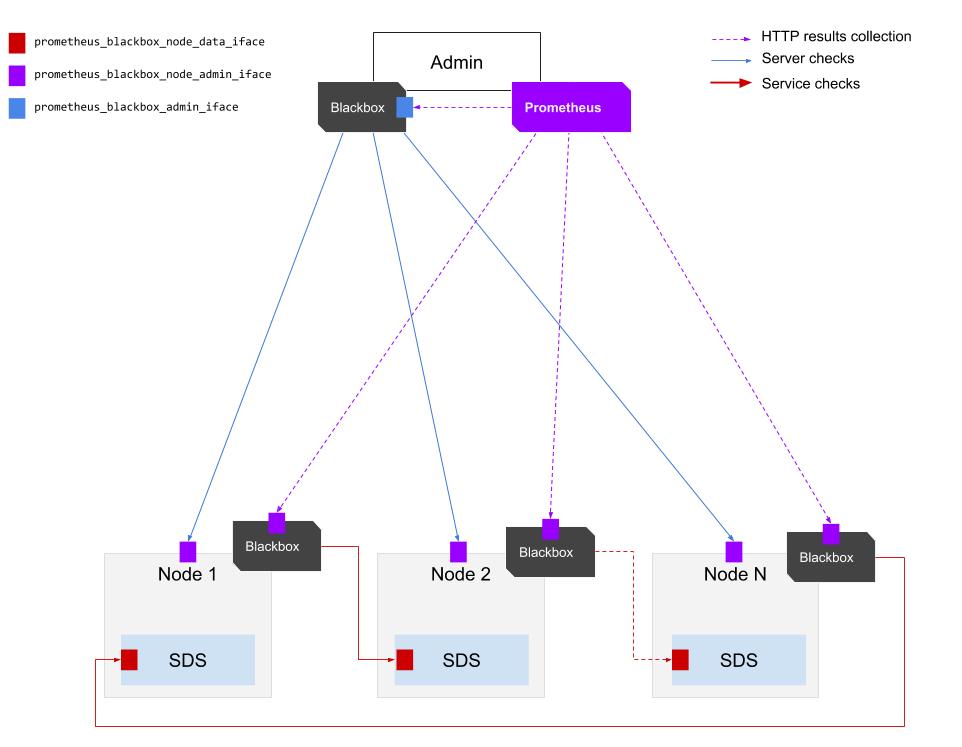 prometheus_blackbox_node_data_iface
prometheus_blackbox_node_admin_iface
prometheus_blackbox_admin_iface
HTTP results collection
Server checks
Service checks
Admin
Blackbox
Prometheus
Blackbox
Blackbox
Blackbox
Node 1
Node 2
Node N
SDS
SDS
SDS